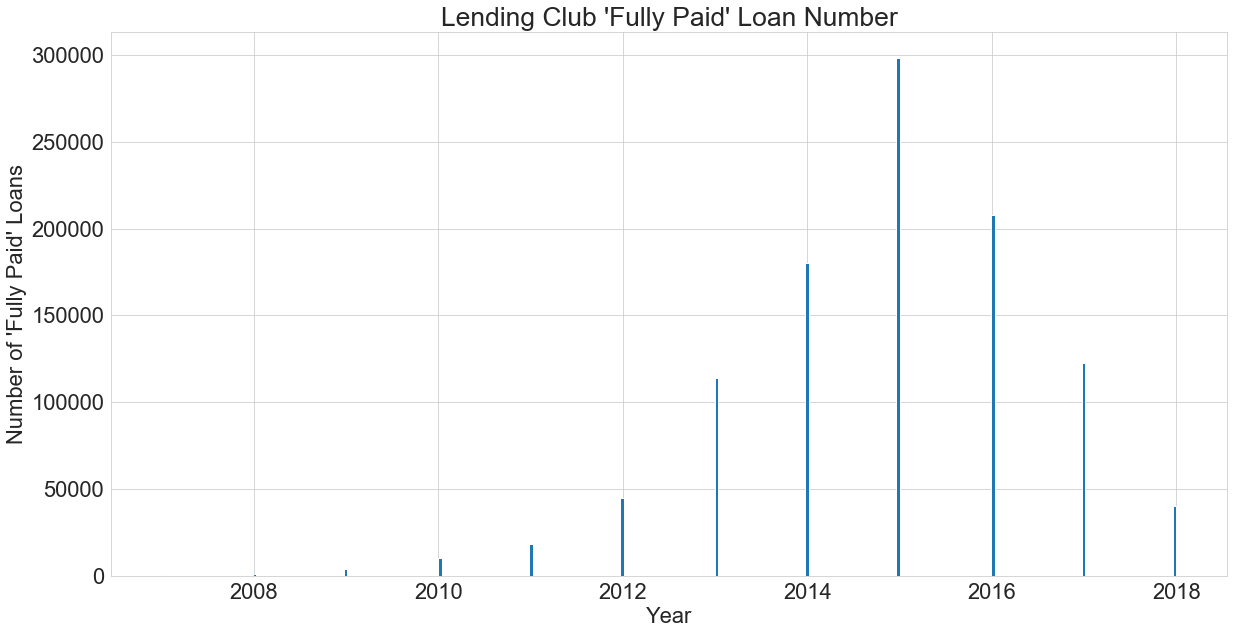 Lending Club 'Fully Paid' Loan Number
Number of 'Fully Paid' Loans
300000
250000
200000
150000
100000
50000
0
2008 2010 2012 2014 2016 2018
Year